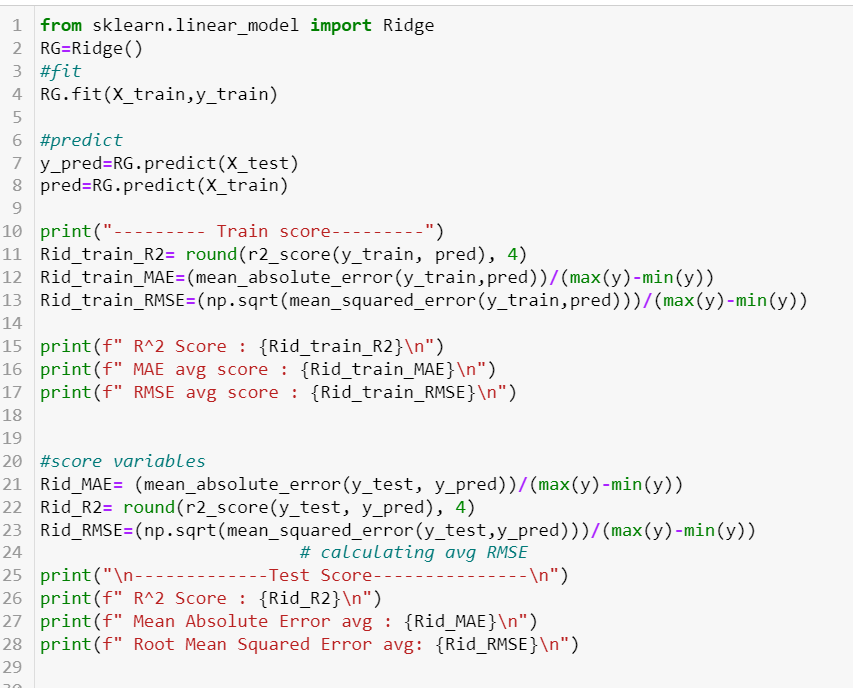 1 from sklearn.linear_model import Ridge
2 RG=Ridge()
3 #fit
4 RG.fit(X_train,y_train)
5
6 #predict
7 y_pred=RG.predict(X_test)
8 pred=RG.predict(X_train)
9
10 print("--------- Train score---------")
11 Rid_train_R2= round(r2_score(y_train, pred), 4)
12 Rid_train_MAE=(mean_absolute_error(y_train,pred))/(max(y)-min(y))
13 Rid_train_RMSE=(np.sqrt(mean_squared_error(y_train,pred)))/(max(y)-min(y))
14
15 print(f" R^2 Score : {Rid_train_R2}\n")
16 print(f" MAE avg score : {Rid_train_MAE}\n")
17 print(f" RMSE avg score : {Rid_train_RMSE}\n")
18
19
20 #score variables
21 Rid_MAE= (mean_absolute_error(y_test, y_pred))/(max(y)-min(y))
22 Rid_R2= round(r2_score(y_test, y_pred), 4)
23 Rid_RMSE=(np.sqrt(mean_squared_error(y_test,y_pred)))/(max(y)-min(y))
24 # calculating avg RMSE
25 print("\n-------------Test Score---------------\n")
26 print(f" R^2 Score : {Rid_R2}\n")
27 print(f" Mean Absolute Error avg : {Rid_MAE}\n")
28 print(f" Root Mean Squared Error avg: {Rid_RMSE}\n")
29